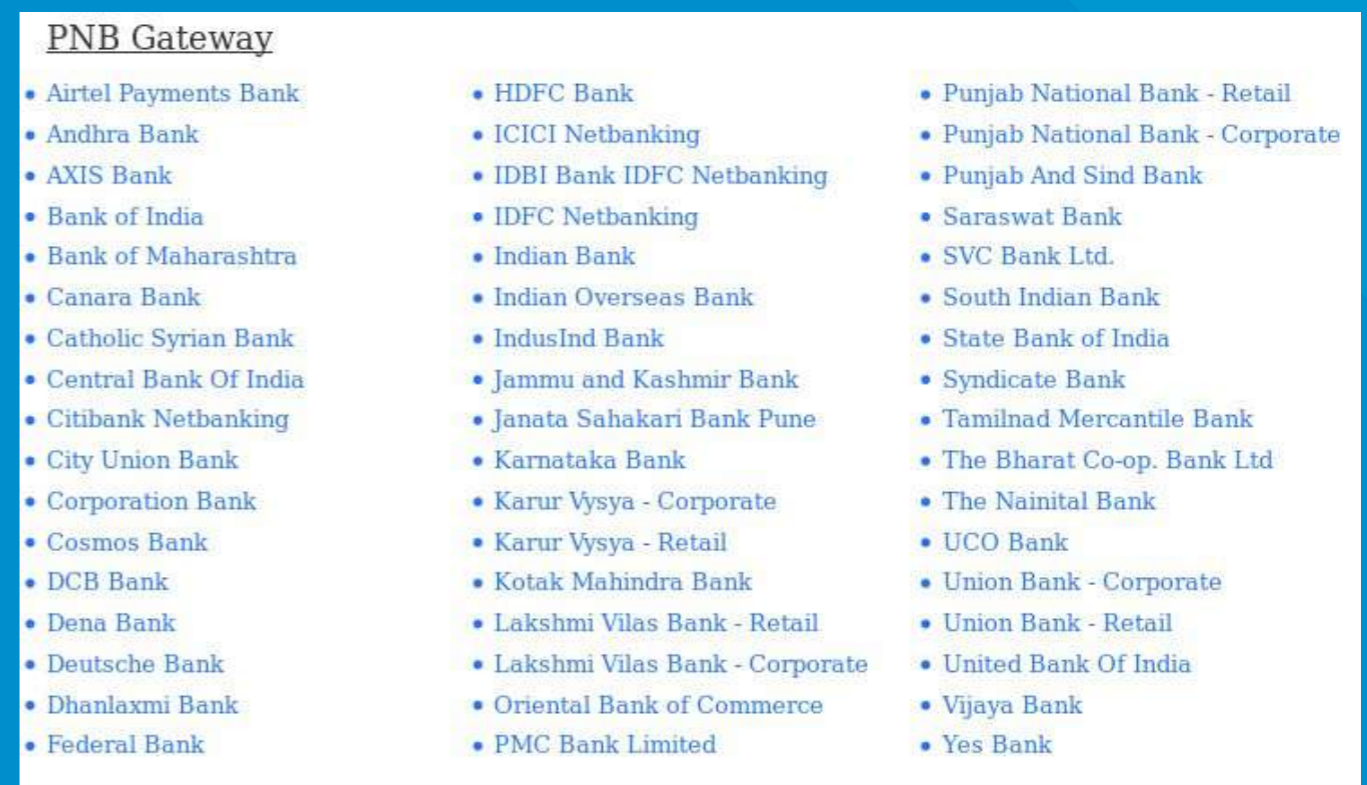 PNB Gateway
• Airtel Payments Bank
• Andhra Bank
• AXIS Bank
• Bank of India
• Bank of Maharashtra
• Canara Bank
• Catholic Syrian Bank
• Central Bank Of India
• Citibank Netbanking
• City Union Bank
• Corporation Bank
• Cosmos Bank
• DCB Bank
• Dena Bank
• Deutsche Bank
• Dhanlaxmi Bank
• Federal Bank
• HDFC Bank
• ICICI Netbanking
• IDBI Bank IDFC Netbanking
• IDFC Netbanking
• Indian Bank
• Indian Overseas Bank
• IndusInd Bank
• Jammu and Kashmir Bank
• Janata Sahakari Bank Pune
• Karnataka Bank
• Karur Vysya - Corporate
• Karur Vysya - Retail
• Kotak Mahindra Bank
• Lakshmi Vilas Bank - Retail
• Lakshmi Vilas Bank - Corporate
• Oriental Bank of Commerce
• PMC Bank Limited
• Punjab National Bank - Retail
• Punjab National Bank - Corporate
• Punjab And Sind Bank
• Saraswat Bank
• SVC Bank Ltd.
• South Indian Bank
• State Bank of India
• Syndicate Bank
• Tamilnad Mercantile Bank
• The Bharat Co-op. Bank Ltd
• The Nainital Bank
• UCO Bank
• Union Bank - Corporate
• Union Bank - Retail
• United Bank Of India
• Vijaya Bank
• Yes Bank